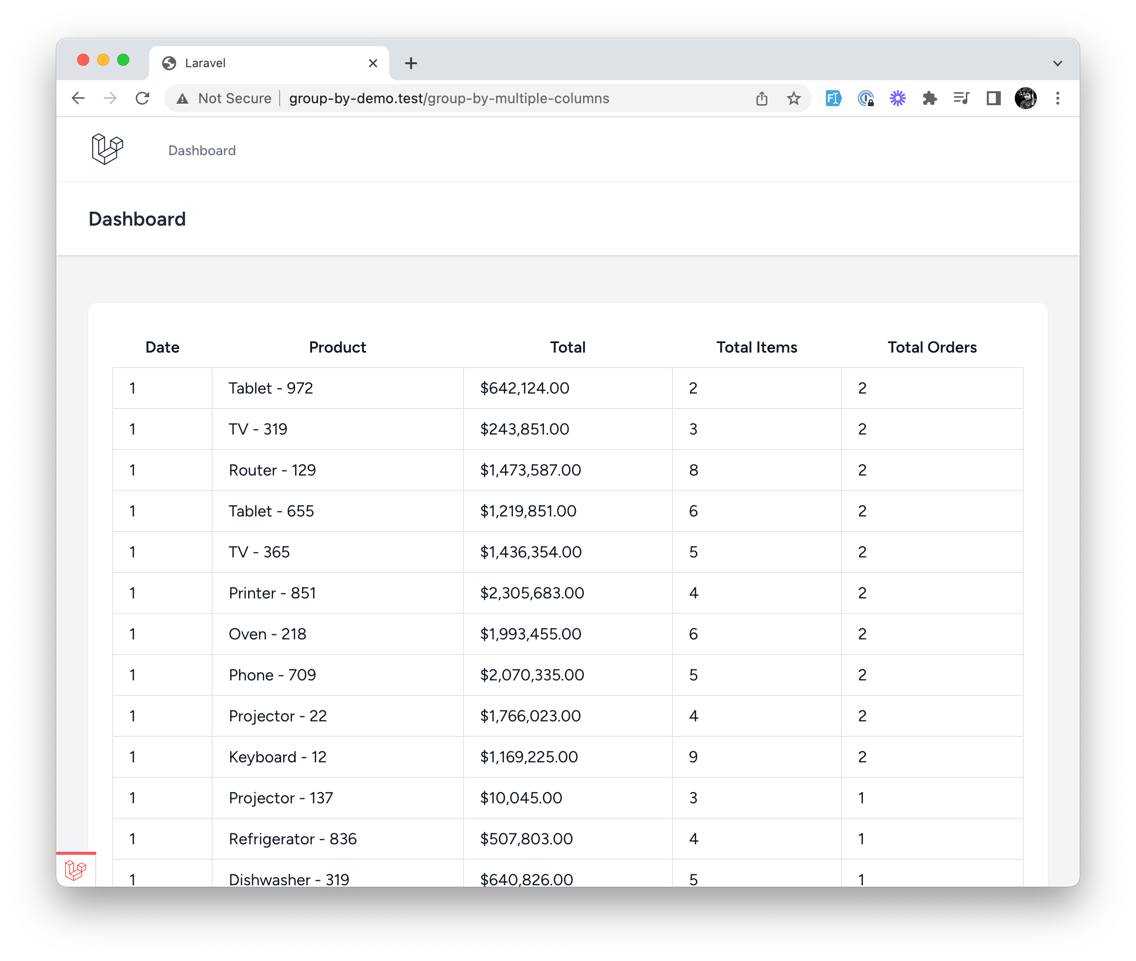 Laravel
Not Secure group-by-demo.test/group-by-multiple-columns
Dashboard
Dashboard
Date Product Total Total Items Total Orders
1 Tablet - 972 $642,124.00 2 2
1 TV - 319 $243,851.00 3 2
1 Router - 129 $1,473,587.00 8 2
1 Tablet - 655 $1,219,851.00 6 2
1 TV - 365 $1,436,354.00 5 2
1 Printer - 851 $2,305,683.00 4 2
1 Oven - 218 $1,993,455.00 6 2
1 Phone - 709 $2,070,335.00 5 2
1 Projector - 22 $1,766,023.00 4 2
1 Keyboard - 12 $1,169,225.00 9 2
1 Projector - 137 $10,045.00 3 1
1 Refrigerator - 836 $507,803.00 4 1
1 Dishwasher - 319 $640,826.00 5 1